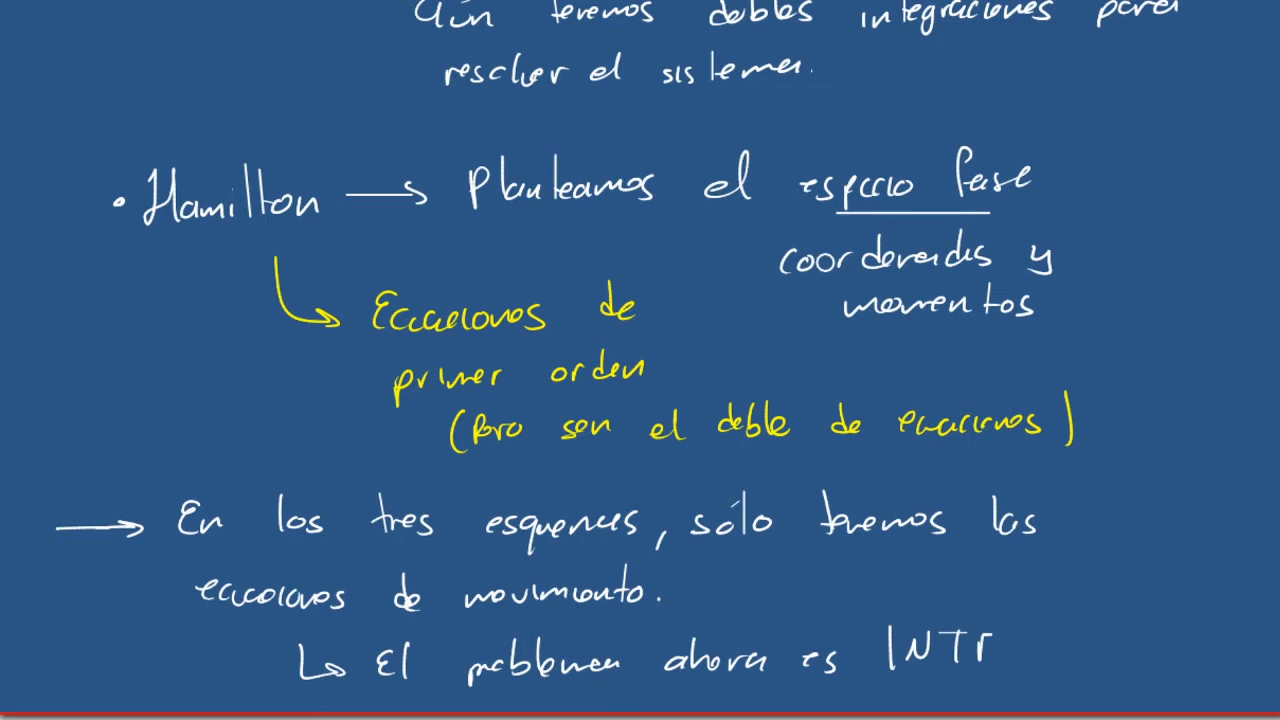 Aún tenemos dobles integraciones para
resolver el sistema.
• Hamilton → Planteamos el espacio fase
coordenadas y
momentos
Ecuaciones de
primer orden
(Pero son el doble de ecuaciones)
→ En los tres esquemas, sólo tenemos las
ecuaciones de movimiento.
↳ El problema ahora es INTr